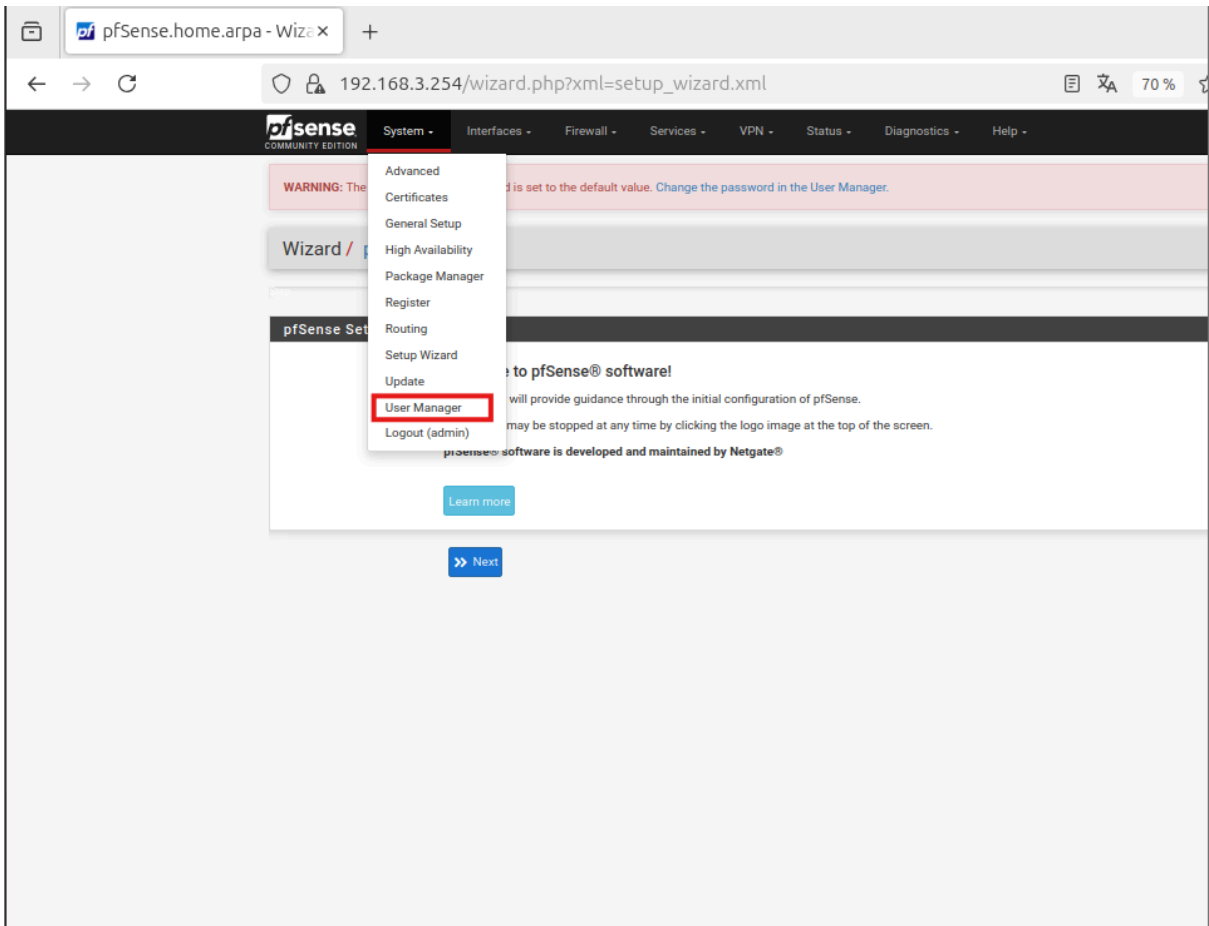 pfSense.home.arpa - Wiza
192.168.3.254/wizard.php?xml=setup_wizard.xml
70 %
pfsense
COMMUNITY EDITION
System
Interfaces
Firewall
Services
VPN
Status
Diagnostics
Help
WARNING: The
d is set to the default value. Change the password in the User Manager.
Wizard /
Advanced
Certificates
General Setup
High Availability
Package Manager
Register
Routing
Setup Wizard
Update
User Manager
Logout (admin)
pfSense Set
to pfSense® software!
will provide guidance through the initial configuration of pfSense.
may be stopped at any time by clicking the logo image at the top of the screen.
pfSense® software is developed and maintained by Netgate®
Learn more
Next